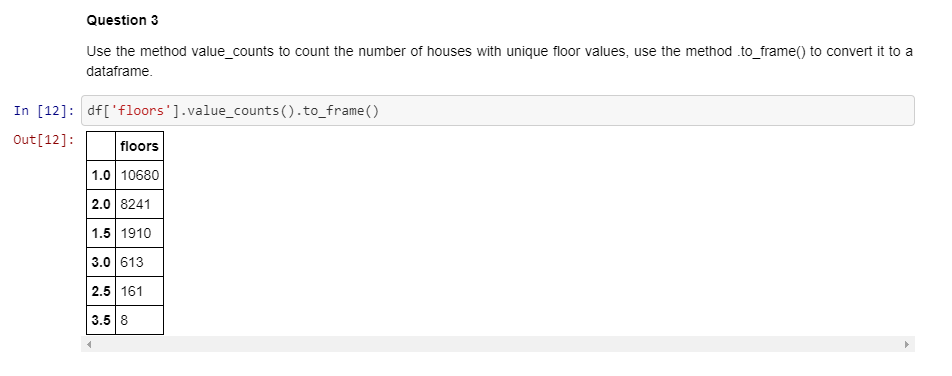 Question 3
Use the method value_counts to count the number of houses with unique floor values, use the method .to_frame() to convert it to a
dataframe.
In [12]: df['floors'].value_counts().to_frame()
Out[12]:
floors
1.0 10680
2.0 8241
1.5 1910
3.0 613
2.5 161
3.5 8